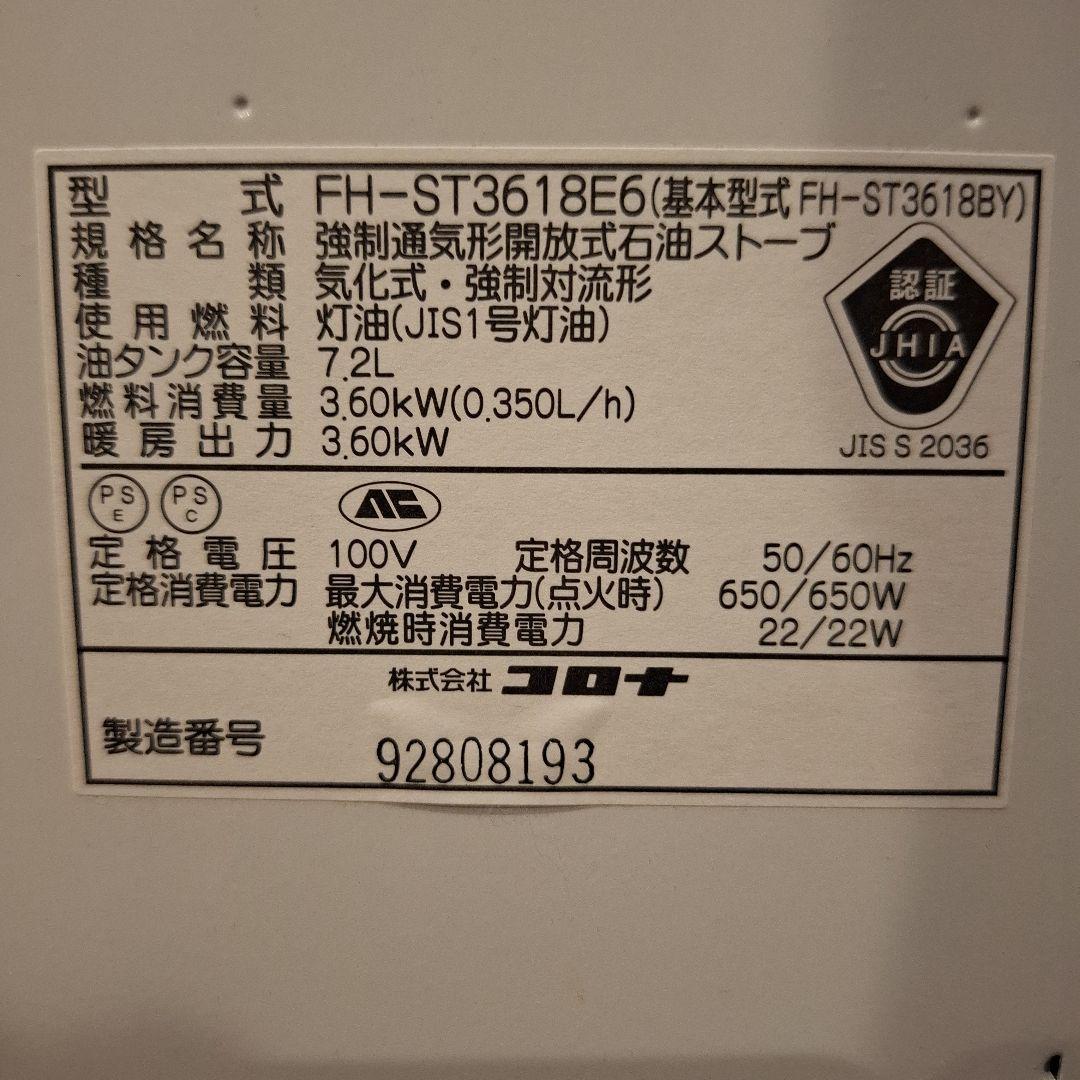 型式 FH-ST3618E6(基本型式 FH-ST3618BY)
規格名称 強制通気形開放式石油ストーブ
種類 気化式・強制対流形
使用燃料 灯油(JIS1号灯油)
油タンク容量 7.2L
燃料消費量 3.60kW(0.350L/h)
暖房出力 3.60kW
認証
JHIA
JIS S 2036
PS E PS C
定格電圧 100V 定格周波数 50/60Hz
定格消費電力 最大消費電力(点火時) 650/650W
燃焼時消費電力 22/22W
株式会社 コロナ
製造番号 92808193